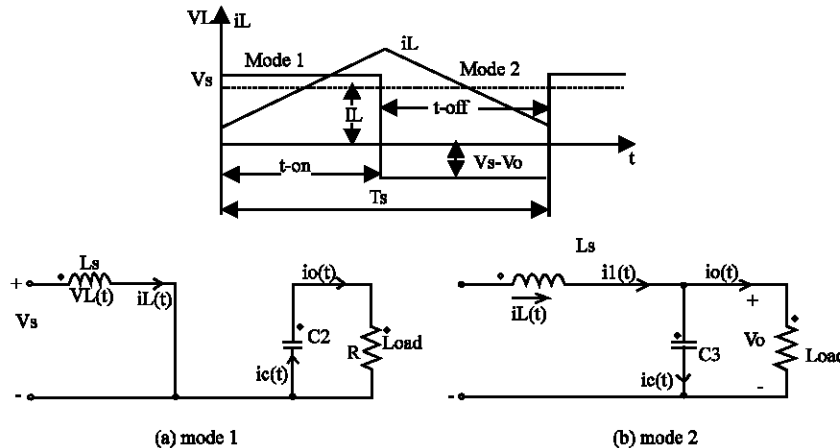 VL iL
iL
Mode 1
Mode 2
Vs
t-off
IL
t
t-on
Vs-Vo
Ts
Ls
+
VL(t)
iL(t)
Vs
-
io(t)
C2
R
Load
ic(t)
(a) mode 1
Ls
iL(t)
i1(t)
io(t)
+
Vo
C3
Load
ic(t)
-
-
(b) mode 2